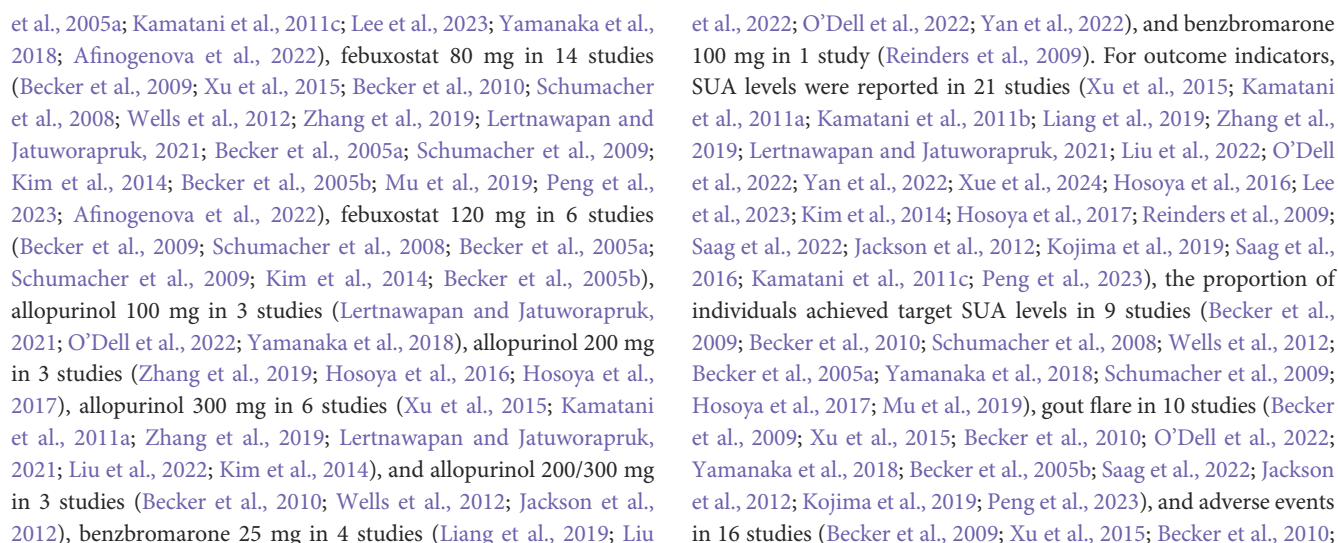 et al., 2005a; Kamatani et al., 2011c; Lee et al., 2023; Yamanaka et al.,
2018; Afinogenova et al., 2022), febuxostat 80 mg in 14 studies
(Becker et al., 2009; Xu et al., 2015; Becker et al., 2010; Schumacher
et al., 2008; Wells et al., 2012; Zhang et al., 2019; Lertnawapan and
Jatuworapruk, 2021; Becker et al., 2005a; Schumacher et al., 2009;
Kim et al., 2014; Becker et al., 2005b; Mu et al., 2019; Peng et al.,
2023; Afinogenova et al., 2022), febuxostat 120 mg in 6 studies
(Becker et al., 2009; Schumacher et al., 2008; Becker et al., 2005a;
Schumacher et al., 2009; Kim et al., 2014; Becker et al., 2005b),
allopurinol 100 mg in 3 studies (Lertnawapan and Jatuworapruk,
2021; O’Dell et al., 2022; Yamanaka et al., 2018), allopurinol 200 mg
in 3 studies (Zhang et al., 2019; Hosoya et al., 2016; Hosoya et al.,
2017), allopurinol 300 mg in 6 studies (Xu et al., 2015; Kamatani
et al., 2011a; Zhang et al., 2019; Lertnawapan and Jatuworapruk,
2021; Liu et al., 2022; Kim et al., 2014), and allopurinol 200/300 mg
in 3 studies (Becker et al., 2010; Wells et al., 2012; Jackson et al.,
2012), benzbromarone 25 mg in 4 studies (Liang et al., 2019; Liu
et al., 2022; O’Dell et al., 2022; Yan et al., 2022), and benzbromarone
100 mg in 1 study (Reinders et al., 2009). For outcome indicators,
SUA levels were reported in 21 studies (Xu et al., 2015; Kamatani
et al., 2011a; Kamatani et al., 2011b; Liang et al., 2019; Zhang et al.,
2019; Lertnawapan and Jatuworapruk, 2021; Liu et al., 2022; O’Dell
et al., 2022; Yan et al., 2022; Xue et al., 2024; Hosoya et al., 2016; Lee
et al., 2023; Kim et al., 2014; Hosoya et al., 2017; Reinders et al., 2009;
Saag et al., 2022; Jackson et al., 2012; Kojima et al., 2019; Saag et al.,
2016; Kamatani et al., 2011c; Peng et al., 2023), the proportion of
individuals achieved target SUA levels in 9 studies (Becker et al.,
2009; Becker et al., 2010; Schumacher et al., 2008; Wells et al., 2012;
Becker et al., 2005a; Yamanaka et al., 2018; Schumacher et al., 2009;
Hosoya et al., 2017; Mu et al., 2019), gout flare in 10 studies (Becker
et al., 2009; Xu et al., 2015; Becker et al., 2010; O’Dell et al., 2022;
Yamanaka et al., 2018; Becker et al., 2005b; Saag et al., 2022; Jackson
et al., 2012; Kojima et al., 2019; Peng et al., 2023), and adverse events
in 16 studies (Becker et al., 2009; Xu et al., 2015; Becker et al., 2010;